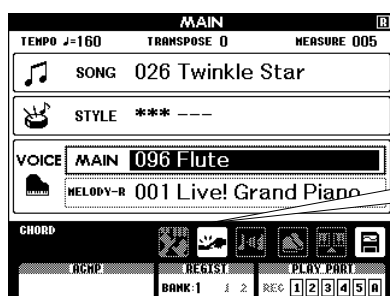 MAIN R
TEMPO ♩=160 TRANSPOSE 0 MEASURE 005
SONG 026 Twinkle Star
STYLE *** ---
VOICE MAIN 096 Flute
MELODY-R 001 Live! Grand Piano
CHORD
ACMP REGIST PLAY PART
BANK:1 1 2 REC 1 2 3 4 5 A